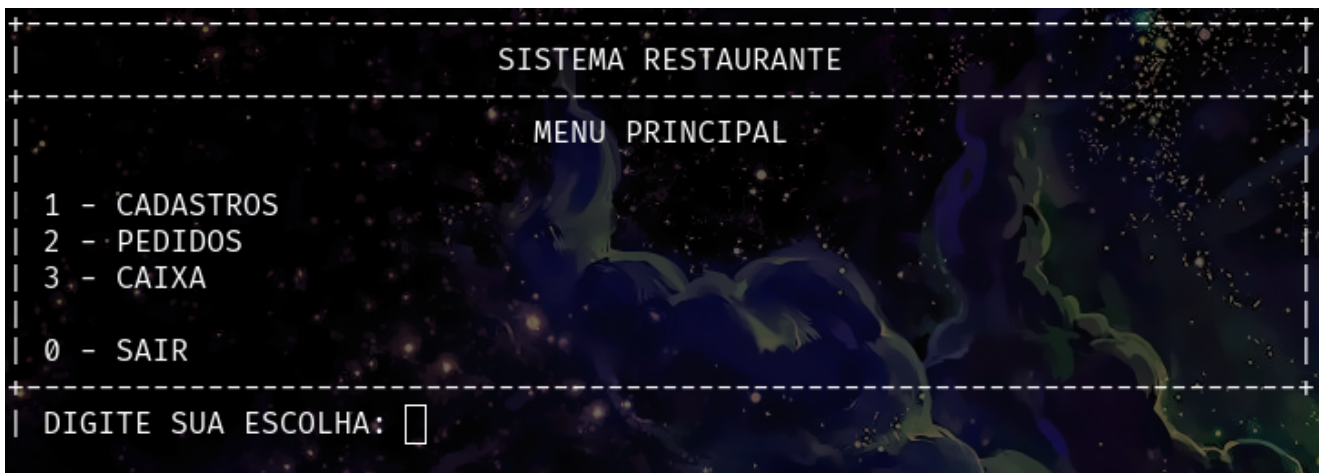 SISTEMA RESTAURANTE
MENU PRINCIPAL
1 - CADASTROS
2 - PEDIDOS
3 - CAIXA
0 - SAIR
DIGITE SUA ESCOLHA: